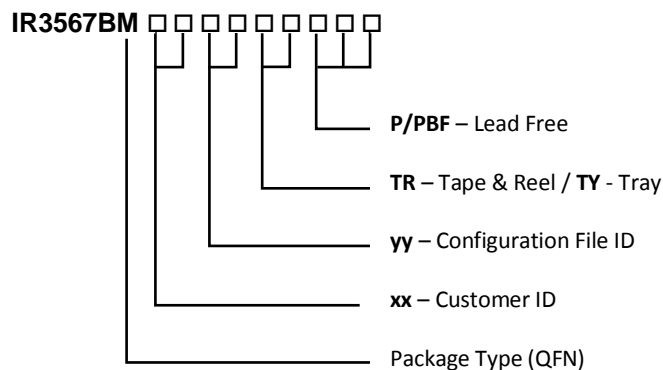 IR3567BM □ □ □ □ □ □ □ □ □
P/PBF – Lead Free
TR – Tape & Reel / TY - Tray
yy – Configuration File ID
xx – Customer ID
Package Type (QFN)